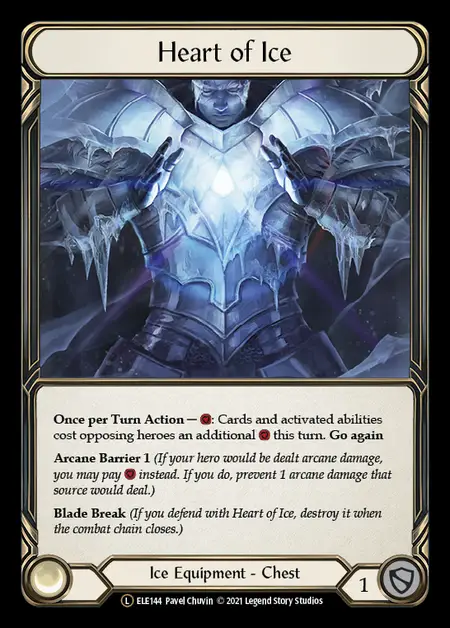 Heart of Ice
Once per Turn Action — : Cards and activated abilities
cost opposing heroes an additional this turn. Go again
Arcane Barrier 1 (If your hero would be dealt arcane damage,
you may pay instead. If you do, prevent 1 arcane damage that
source would deal.)
Blade Break (If you defend with Heart of Ice, destroy it when
the combat chain closes.)
Ice Equipment - Chest
1
L ELE144 Pavel Chuvin © 2021 Legend Story Studios